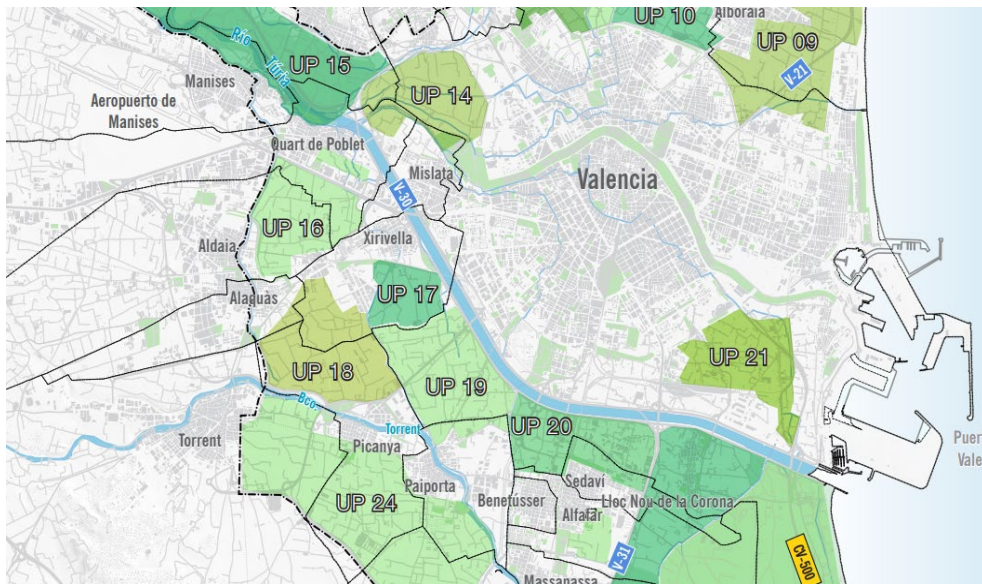 UP 10
Alboraia
UP 09
V-21
Río
Turia
UP 15
Manises
UP 14
Aeropuerto de
Manises
Quart de Poblet
Mislata
Valencia
V-30
UP 16
Xirivella
Aldaia
Alaquàs
UP 17
UP 21
UP 18
UP 19
Bco.
Torrent
UP 20
Torrent
Picanya
Puert
Vale
Paiporta
Sedaví
Benetússer
Lloc Nou de la Corona
UP 24
Alfafar
V-31
CV-500
Massanassa